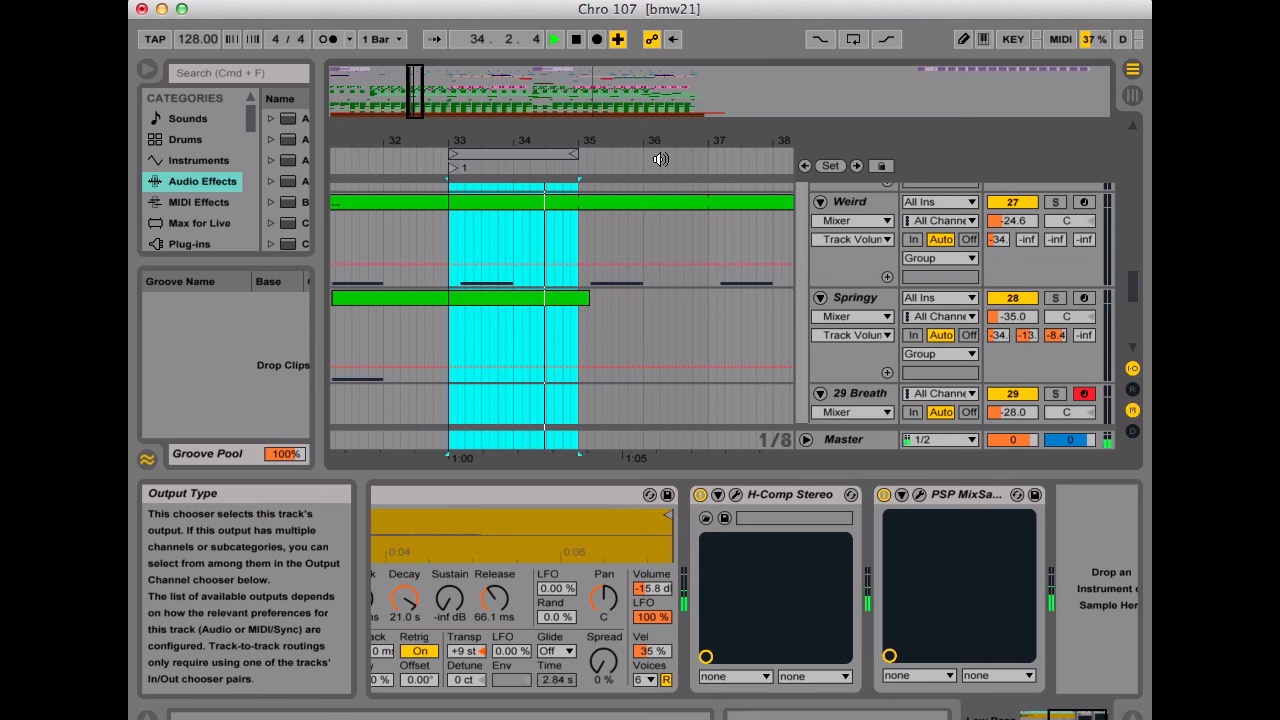 Chro 107 [bmw21]
TAP 128.00 4 / 4 1 Bar 34. 2. 4 KEY MIDI 37 % D
Search (Cmd + F)
CATEGORIES Name
Sounds A
Drums A
Instruments A
Audio Effects A
MIDI Effects B
Max for Live C
Plug-ins C
32 33 34 35 36 37 38
1
Set
...
Weird All Ins 27 S
Mixer -24.6 C
In Auto Off -34. -inf -inf -inf
Group
Springy All Ins 28 S
Mixer -35.0 C
In Auto Off -34. -13. -8.4 -inf
Group
29 Breath 29 S
Mixer In Auto Off -28.0 C
1/8 Master 1/2 0 0
1:00 1:05
Groove Name Base
Drop Clips
Groove Pool 100%
Output Type
This chooser selects this track's
output. If this output has multiple
channels or subcategories, you can
select from among them in the Output
Channel chooser below.
The list of available outputs depends
on how the relevant preferences for
this track (Audio or MIDI/Sync) are
configured. Track-to-track routings
only require using one of the tracks'
In/Out chooser pairs.
0:04 0:06
Decay Sustain Release LFO Pan Volume
0.00 % -15.8 d
Rand LFO
21.0 s -inf dB 66.1 ms 0.0 % C 100 %
Retrig Transp LFO Glide Spread Vel
0 ms On +9 st 0.00 % Off 35 %
Offset Detune Env Time Voices
0 % 0.00° 0 ct 2.84 s 0 % 6 R
H-Comp Stereo
none none
PSP MixSa...
none none
Drop an
Instrument
Sample Her